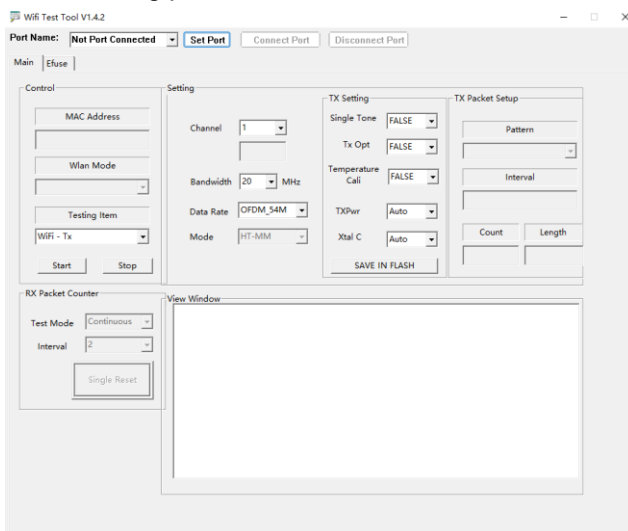 Wifi Test Tool V1.4.2
Port Name: Not Port Connected Set Port Connect Port Disconnect Port
Main Efuse
Control
MAC Address
Wlan Mode
Testing Item
WiFi - Tx
Start Stop
Setting
Channel 1
Bandwidth 20 MHz
Data Rate OFDM_54M
Mode HT-MM
TX Setting
Single Tone FALSE
Tx Opt FALSE
Temperature
Cali FALSE
TXPwr Auto
Xtal C Auto
SAVE IN FLASH
TX Packet Setup
Pattern
Interval
Count Length
RX Packet Counter
Test Mode Continuous
Interval 2
Single Reset
View Window